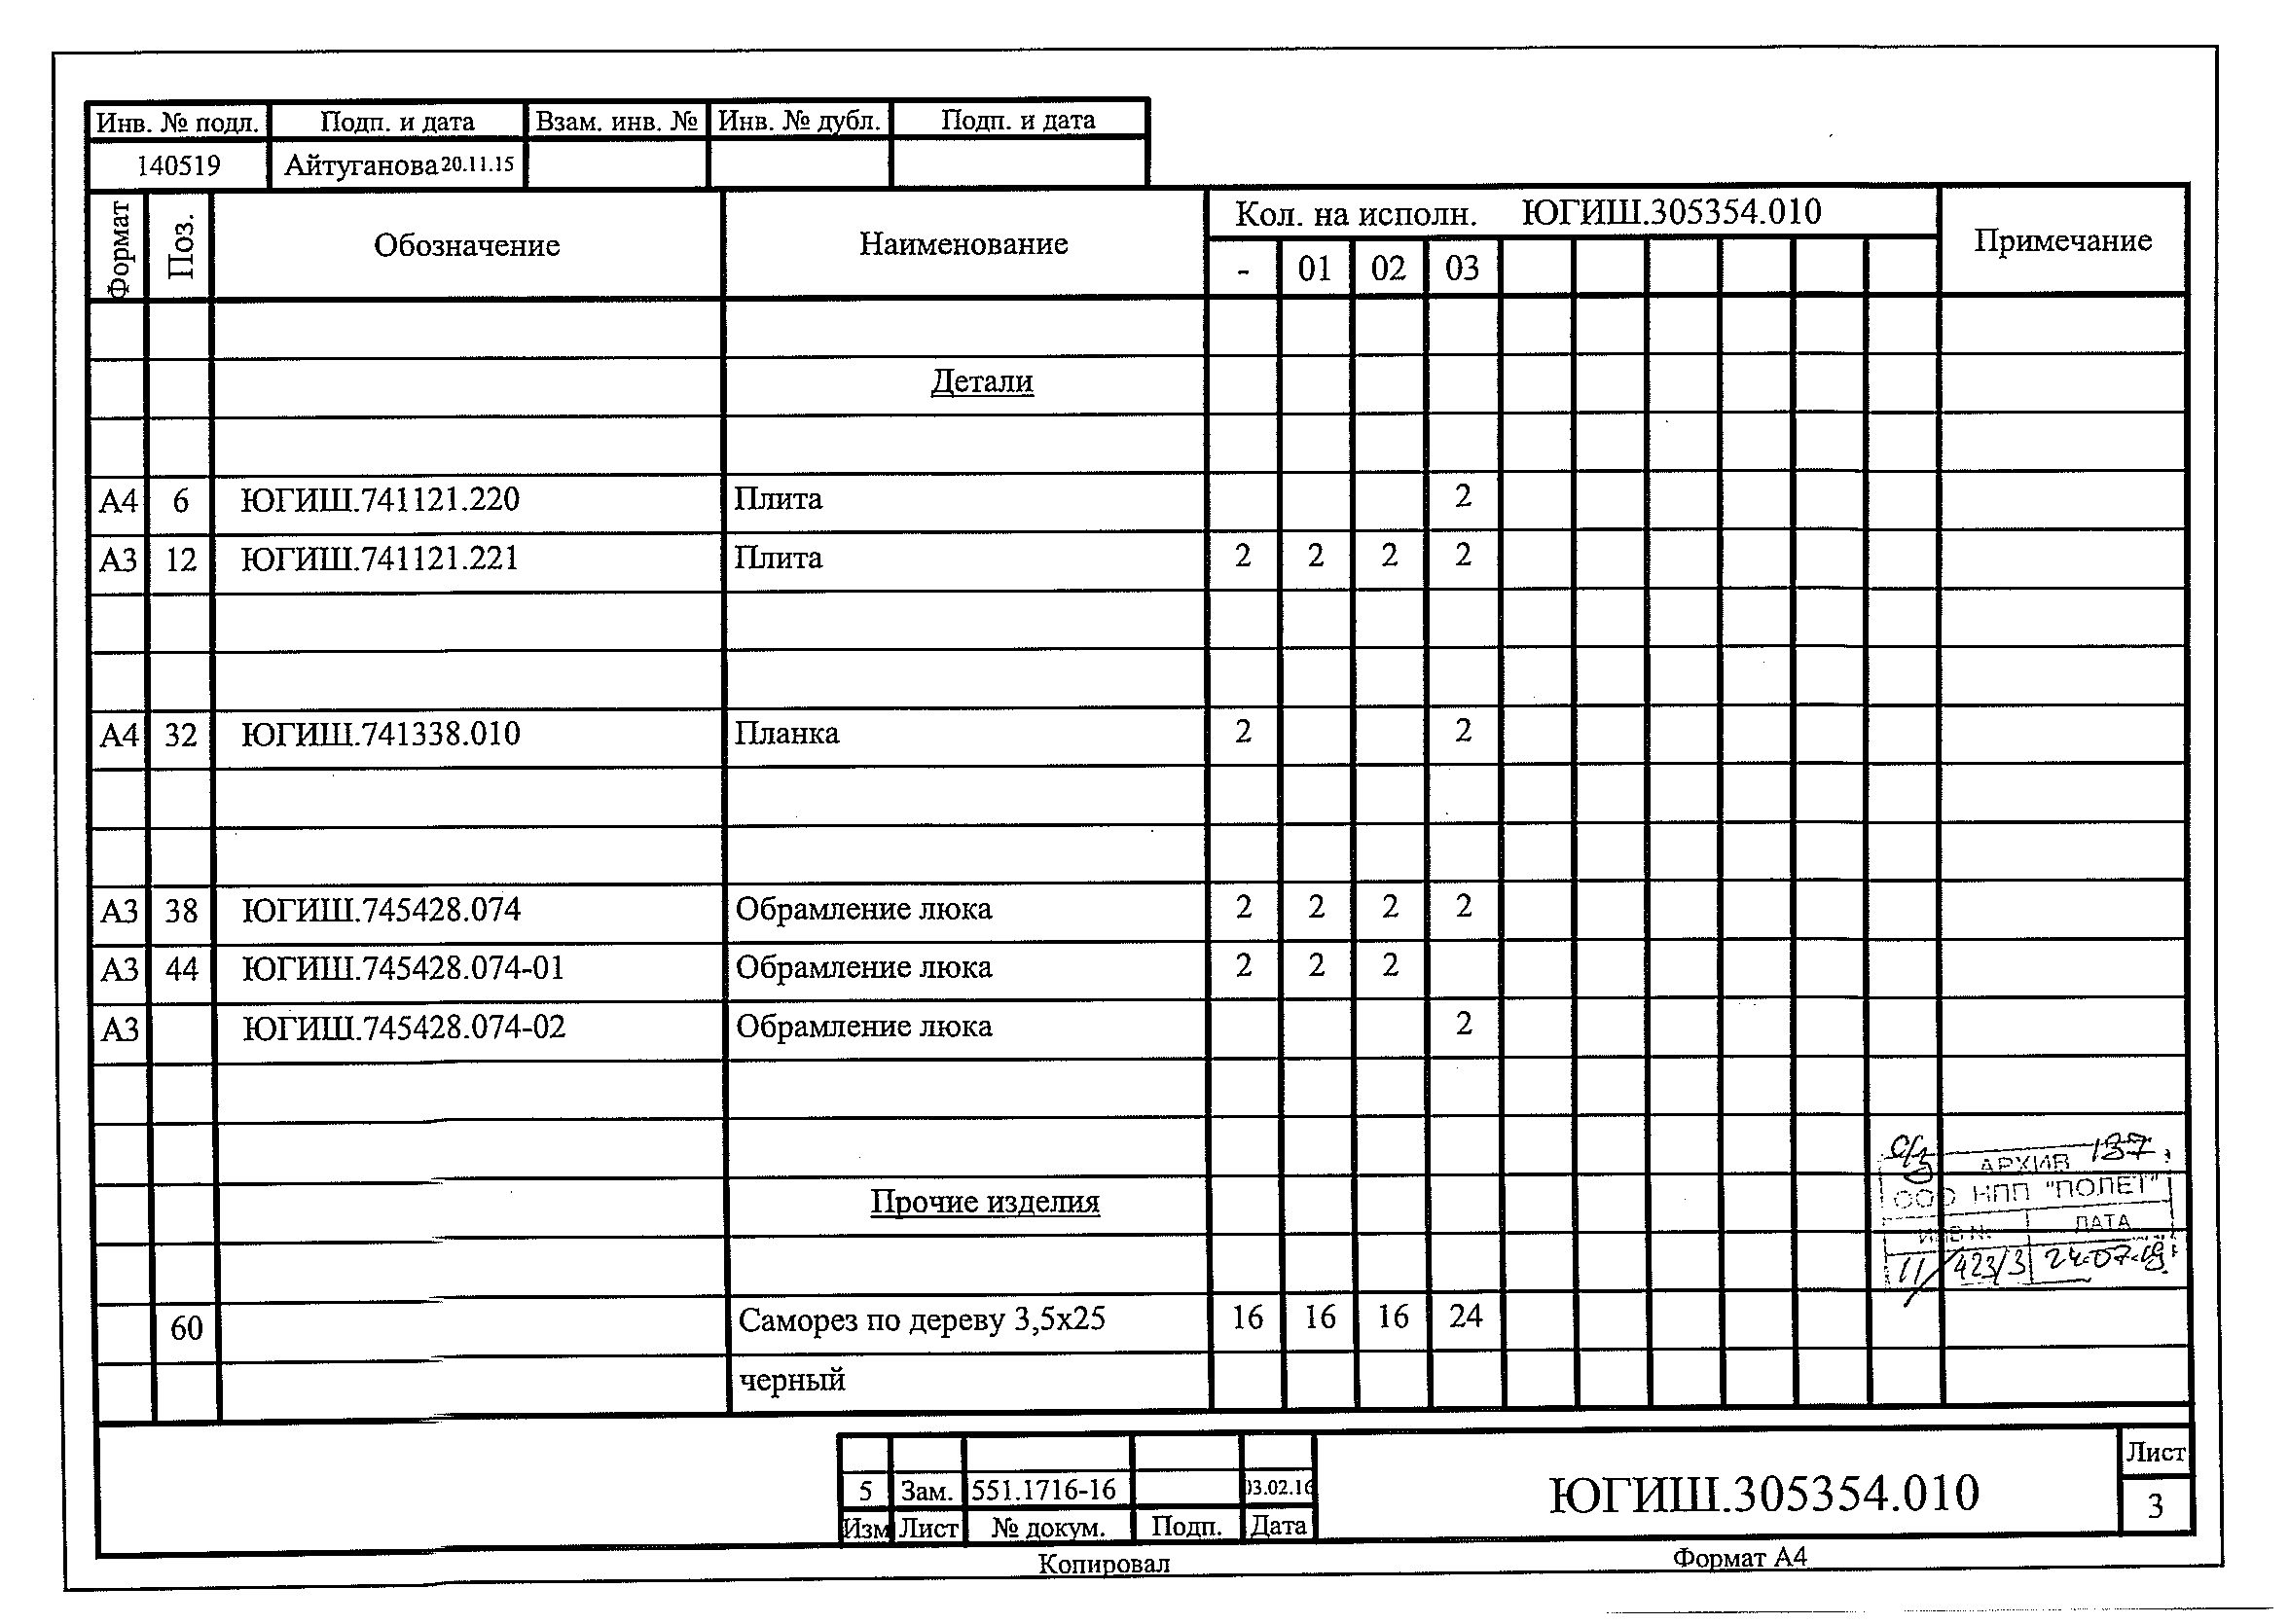 Инв. № подл. Подп. и дата Взам. инв. № Инв. № дубл. Подп. и дата
140519 Айтуганова 20.11.15
Формат Поз. Обозначение Наименование Кол. на исполн. ЮГИШ.305354.010 Примечание
- 01 02 03
Детали
А4 6 ЮГИШ.741121.220 Плита 2
А3 12 ЮГИШ.741121.221 Плита 2 2 2 2
А4 32 ЮГИШ.741338.010 Планка 2 2
А3 38 ЮГИШ.745428.074 Обрамление люка 2 2 2 2
А3 44 ЮГИШ.745428.074-01 Обрамление люка 2 2 2
А3 ЮГИШ.745428.074-02 Обрамление люка 2
АРХИВ 137
ООО НПП "ПОЛЕТ"
Прочие изделия
ИНВ N. ДАТА
11/423/3 24.07.19
60 Саморез по дереву 3,5х25 16 16 16 24
черный
5 Зам. 551.1716-16 03.02.16
Изм Лист № докум. Подп. Дата
ЮГИШ.305354.010
Лист
3
Копировал Формат А4